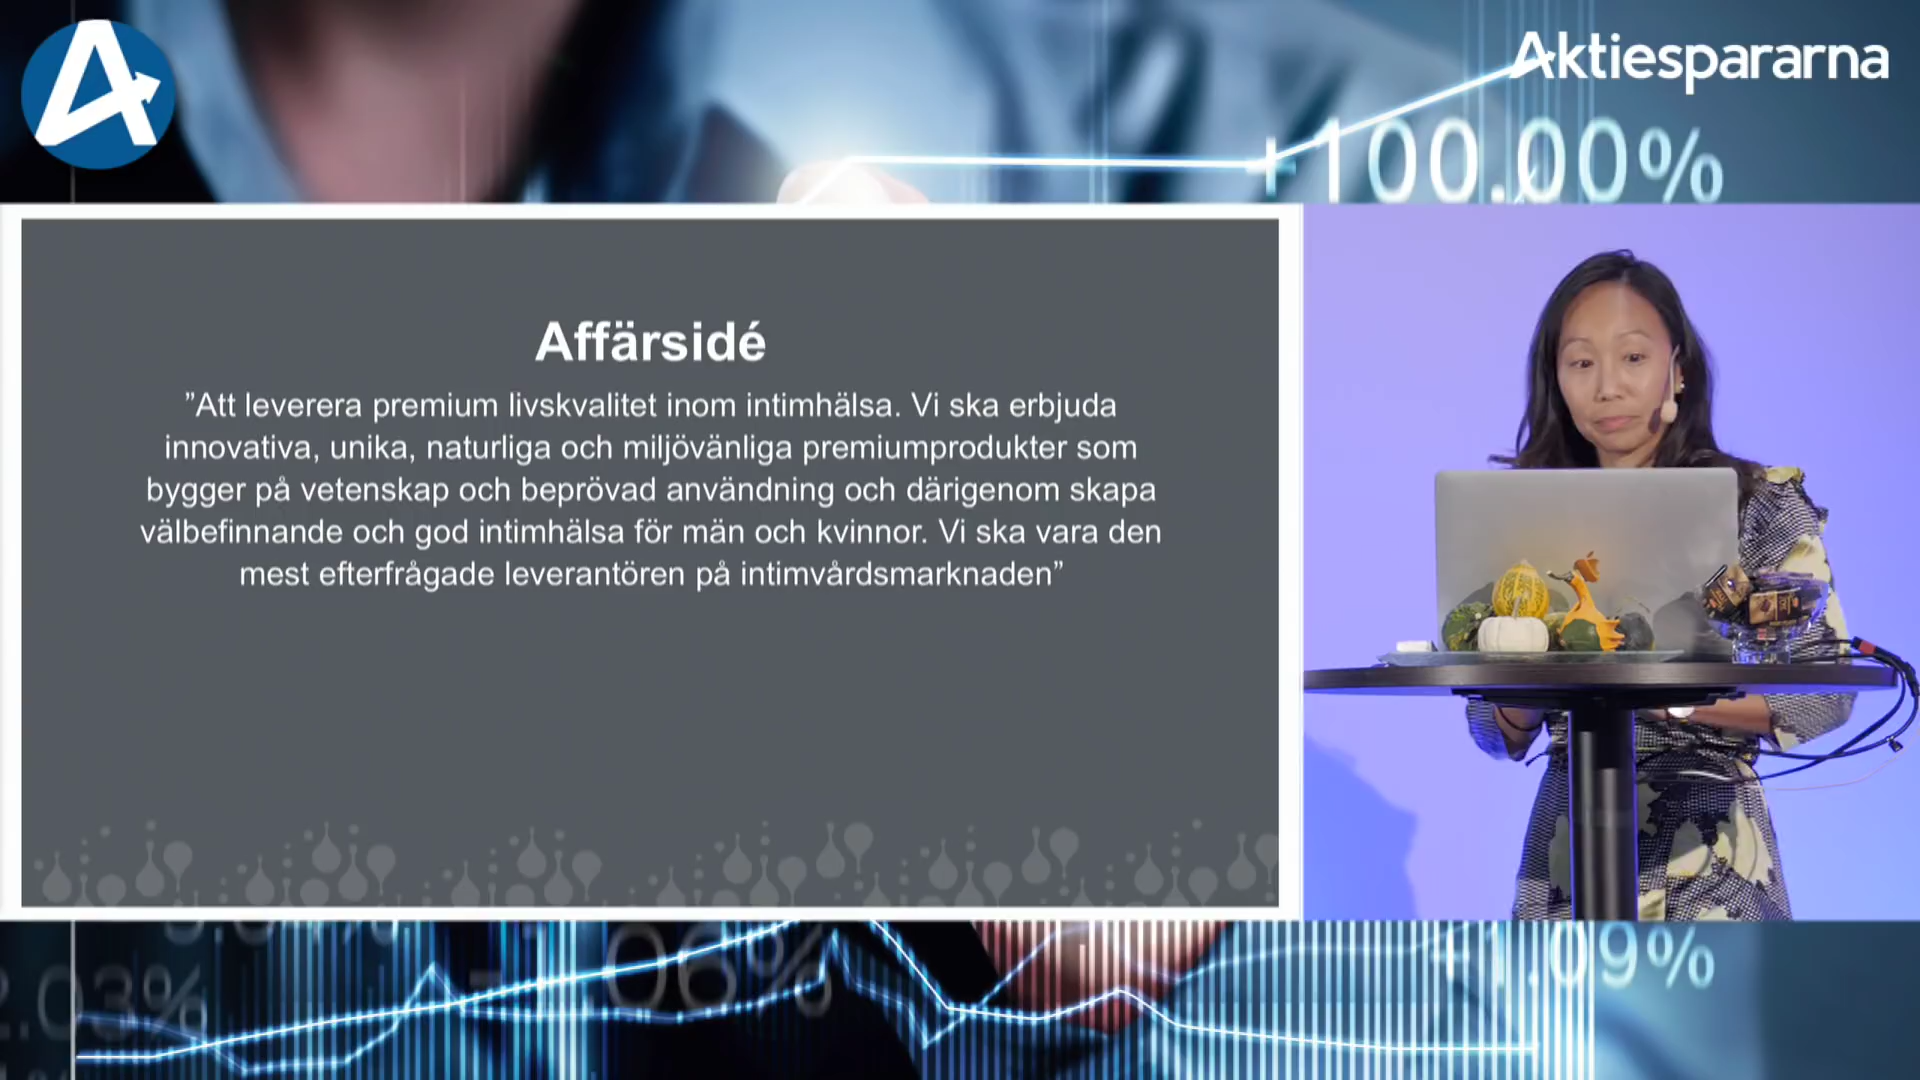 Aktiespararna
+100.00%
Affärsidé
”Att leverera premium livskvalitet inom intimhälsa. Vi ska erbjuda
innovativa, unika, naturliga och miljövänliga premiumprodukter som
bygger på vetenskap och beprövad användning och därigenom skapa
välbefinnande och god intimhälsa för män och kvinnor. Vi ska vara den
mest efterfrågade leverantören på intimvårdsmarknaden”
2.03%
+1.09%